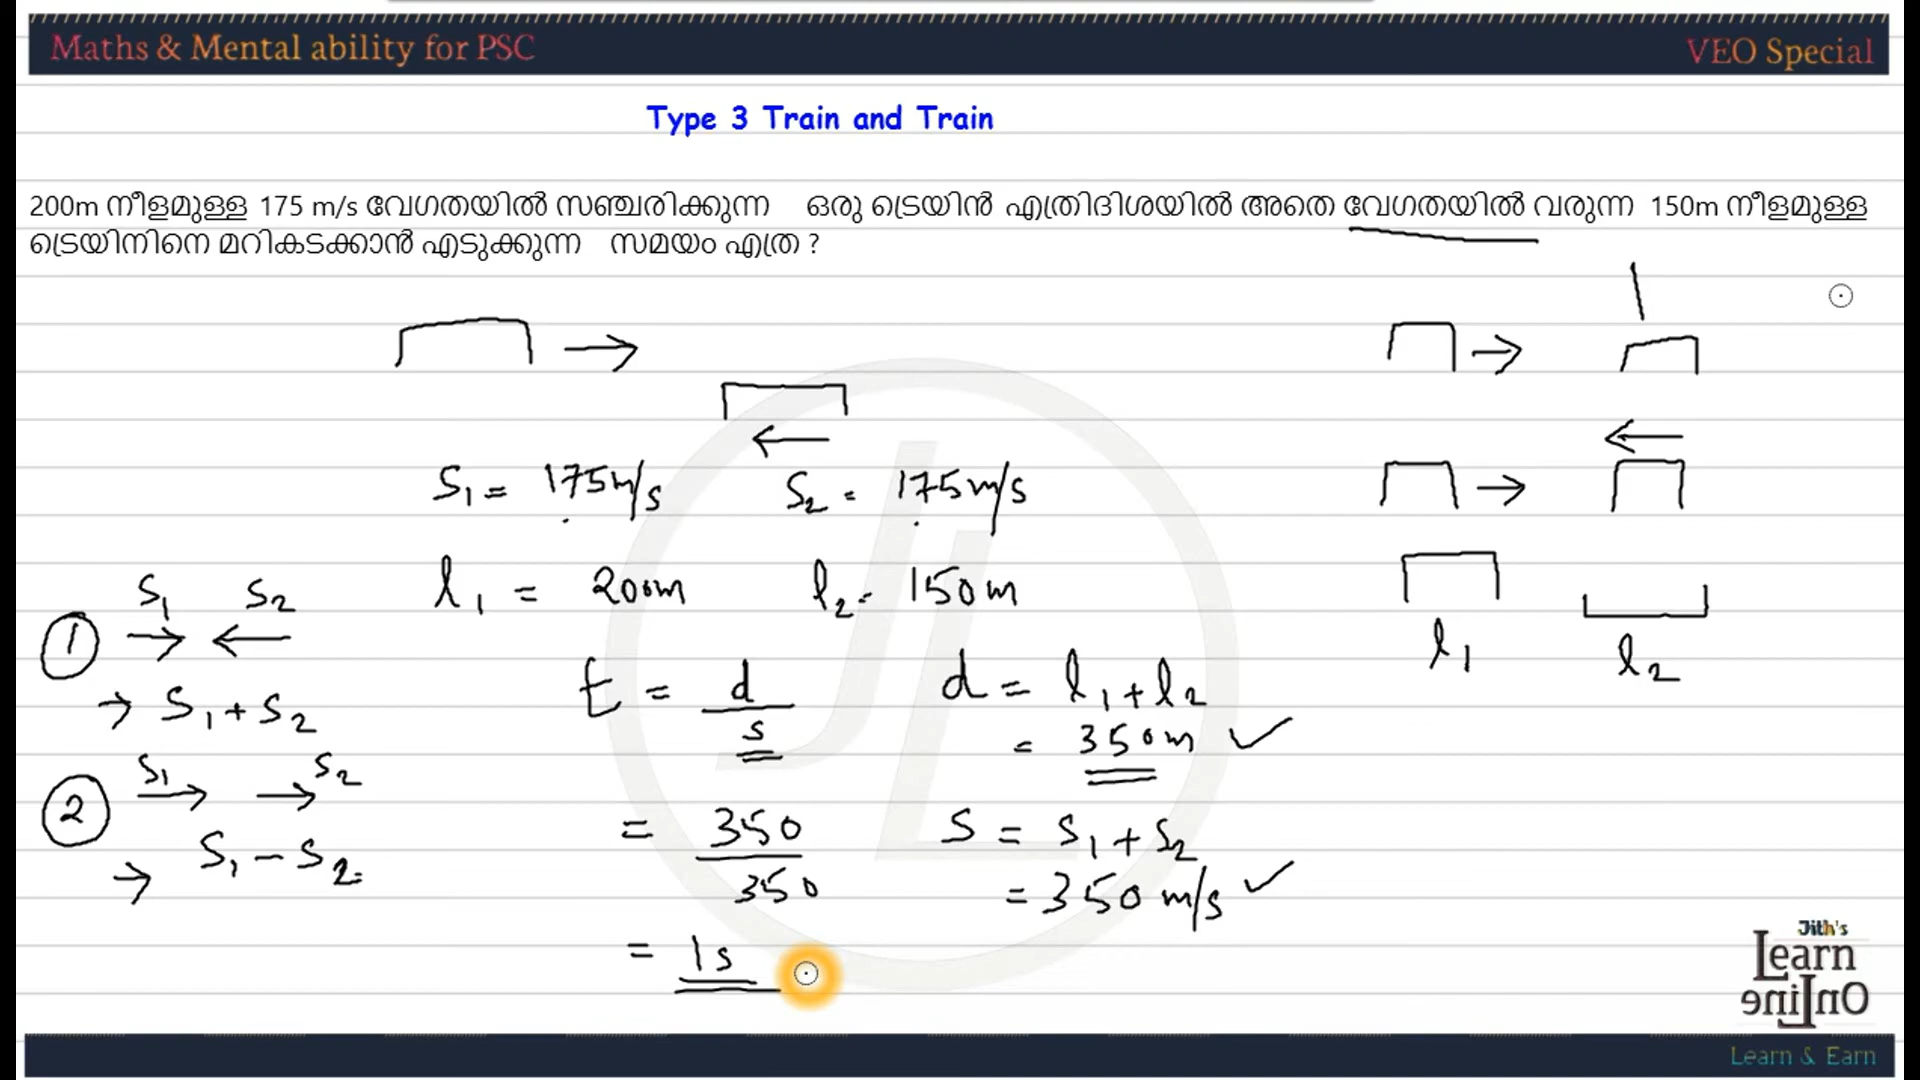 Maths & Mental ability for PSC
VEO Special
Type 3 Train and Train
200m നീളമുള്ള 175 m/s വേഗതയിൽ സഞ്ചരിക്കുന്ന ഒരു ട്രെയിൻ എതിർദിശയിൽ അതെ വേഗതയിൽ വരുന്ന 150m നീളമുള്ള
ട്രെയിനിനെ മറികടക്കാൻ എടുക്കുന്ന സമയം എത്ര ?
S₁ = 175m/s S₂ = 175m/s
l₁ = 200m l₂ = 150m
l₁ l₂
① S₁ → ← S₂
→ S₁ + S₂
② S₁ → → S₂
→ S₁ - S₂
t = d/s d = l₁ + l₂
= 350m ✓
= 350/350 S = S₁ + S₂
= 350 m/s ✓
= 1s
Jith's
Learn
OnLine
Learn & Earn